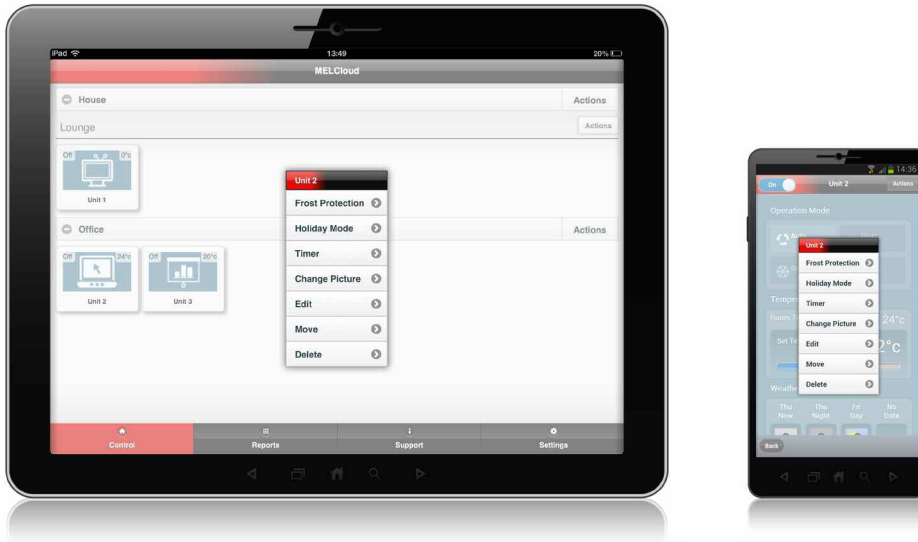 iPad 13:49 20%
MELCloud
House Actions
Lounge Actions
Off 0°c
Unit 1
Office Actions
Off 24°c Off 20°c
Unit 2 Unit 3
Unit 2
Frost Protection
Holiday Mode
Timer
Change Picture
Edit
Move
Delete
Control Reports Support Settings
14:36
On Unit 2 Actions
Operation Mode
Auto
Unit 2
Frost Protection
Holiday Mode
Timer
Change Picture
Edit
Move
Delete
24°c
2°c
Thu Thu Fri No
Now Night Day Data
Back